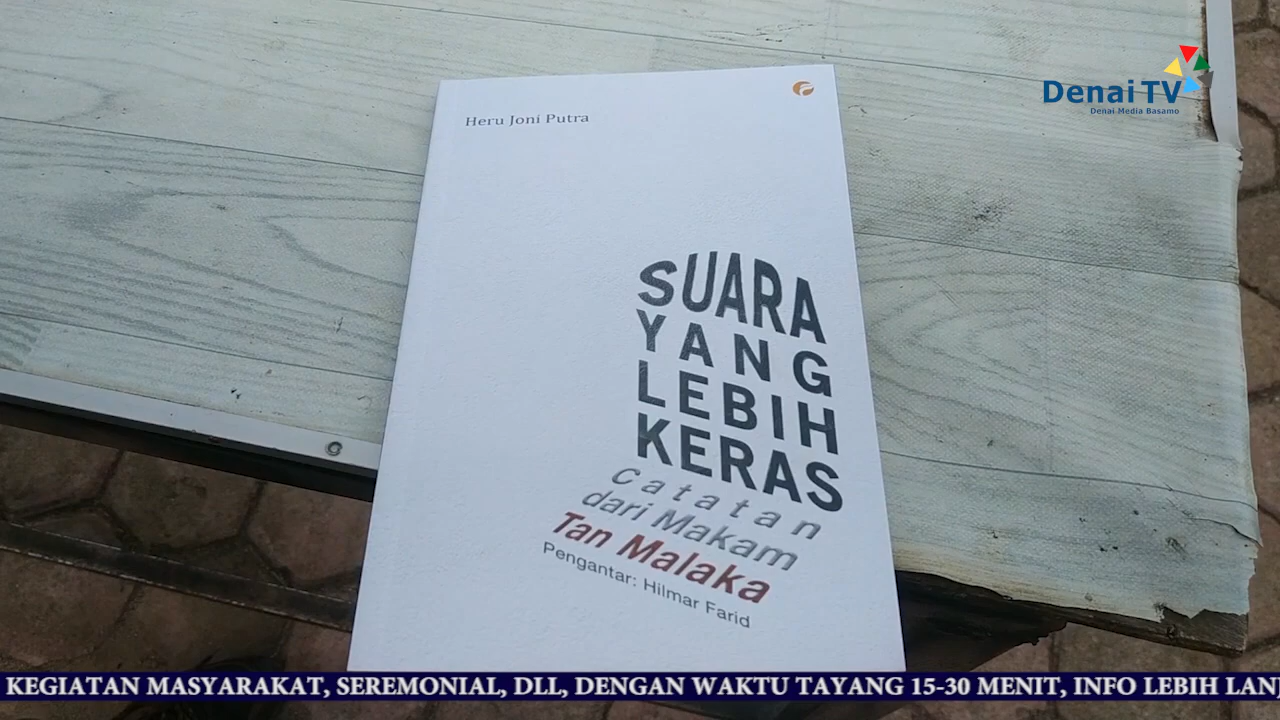 Denai TV
Denai Media Basamo
Heru Joni Putra
SUARA
YANG
LEBIH
KERAS
Catatan
dari Makam
Tan Malaka
Pengantar: Hilmar Farid
KEGIATAN MASYARAKAT, SEREMONIAL, DLL, DENGAN WAKTU TAYANG 15-30 MENIT, INFO LEBIH LANJ